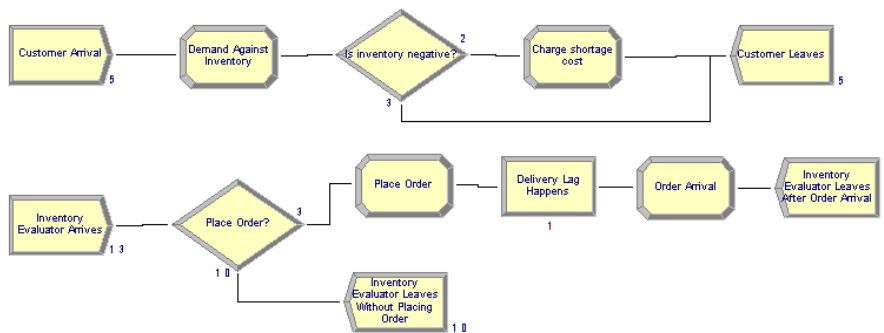 Customer Arrival
5
Demand Against
Inventory
Is inventory negative?
2
3
Charge shortage
cost
Customer Leaves
5
Inventory
Evaluator Arrives
1 3
Place Order?
3
1 0
Place Order
Delivery Lag
Happens
1
Order Arrival
Inventory
Evaluator Leaves
After Order Arrival
Inventory
Evaluator Leaves
Without Placing
Order
1 0